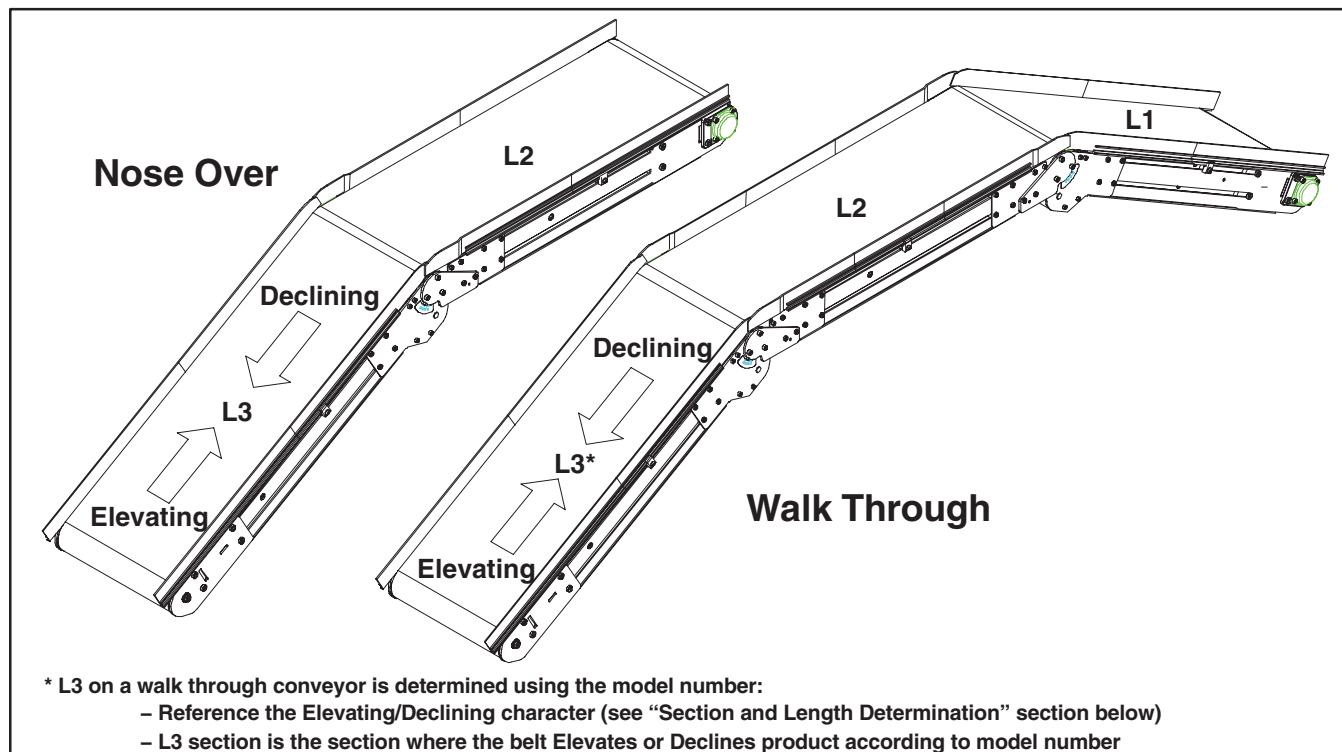 Nose Over
L2
Declining
L3
Elevating
L1
L2
Declining
L3*
Elevating
Walk Through
* L3 on a walk through conveyor is determined using the model number:
– Reference the Elevating/Declining character (see “Section and Length Determination” section below)
– L3 section is the section where the belt Elevates or Declines product according to model number